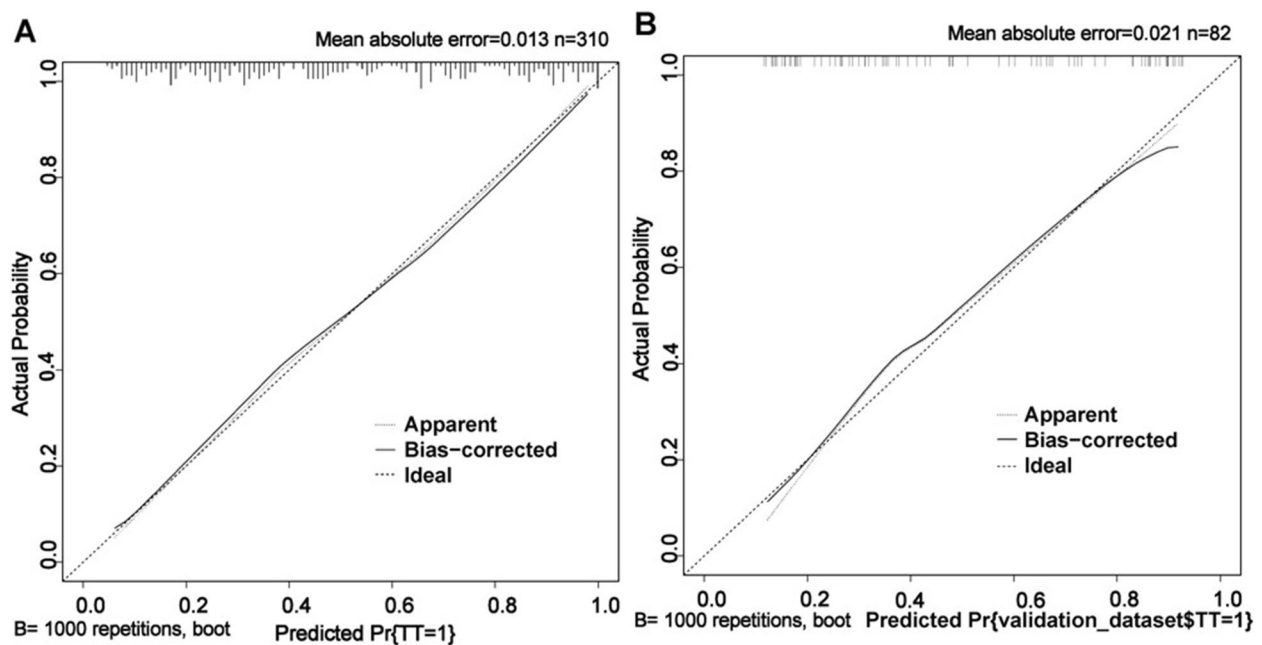 A
Mean absolute error=0.013 n=310
1.0
0.8
0.6
0.4
0.2
0.0
Actual Probability
Apparent
Bias−corrected
Ideal
0.0 0.2 0.4 0.6 0.8 1.0
B= 1000 repetitions, boot
Predicted Pr{TT=1}
B
Mean absolute error=0.021 n=82
1.0
0.8
0.6
0.4
0.2
0.0
Actual Probability
Apparent
Bias−corrected
Ideal
0.0 0.2 0.4 0.6 0.8 1.0
B= 1000 repetitions, boot
Predicted Pr{validation_dataset$TT=1}